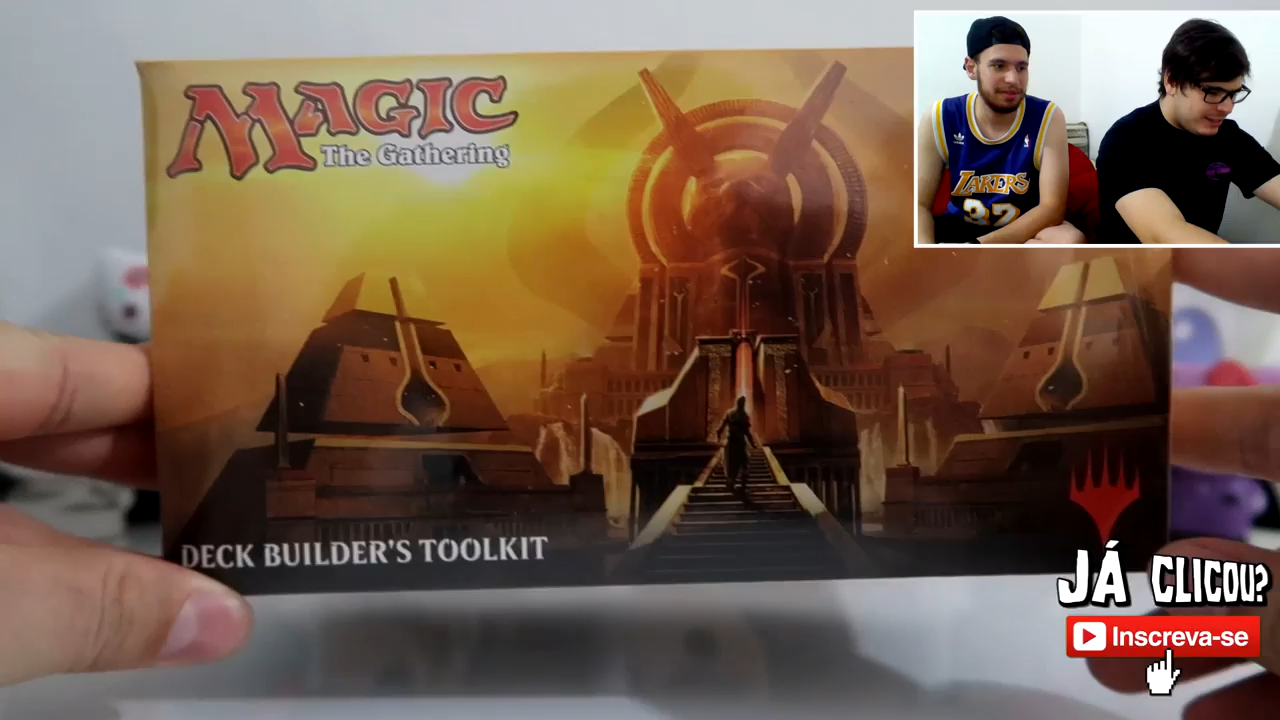 MAGIC
The Gathering
LAKERS
32
DECK BUILDER'S TOOLKIT
JÁ CLICOU?
Inscreva-se